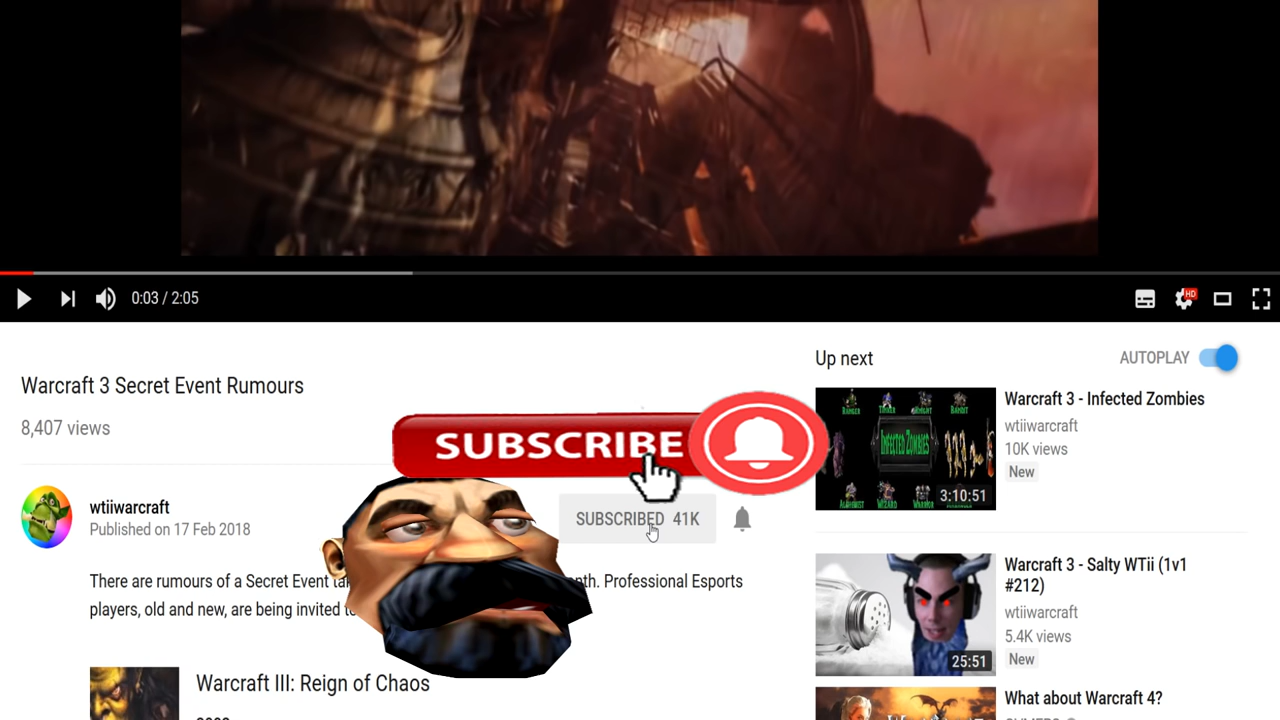 0:03 / 2:05
HD
Warcraft 3 Secret Event Rumours
8,407 views
SUBSCRIBE
wtiiwarcraft
Published on 17 Feb 2018
SUBSCRIBED 41K
There are rumours of a Secret Event Professional Esports
players, old and new, are being invited
Warcraft III: Reign of Chaos
Up next
AUTOPLAY
INFECTED ZOMBIES
3:10:51
Warcraft 3 - Infected Zombies
wtiiwarcraft
10K views
New
25:51
Warcraft 3 - Salty WTii (1v1
#212)
wtiiwarcraft
5.4K views
New
What about Warcraft 4?